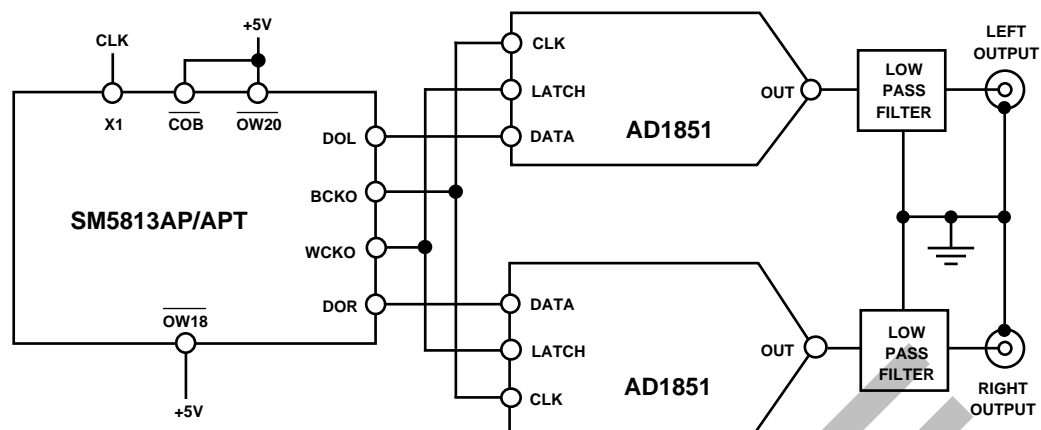 +5V
CLK
X1
COB
OW20
SM5813AP/APT
DOL
BCKO
WCKO
DOR
OW18
+5V
CLK
LATCH
DATA
OUT
AD1851
LOW
PASS
FILTER
LEFT
OUTPUT
DATA
LATCH
CLK
OUT
AD1851
LOW
PASS
FILTER
RIGHT
OUTPUT